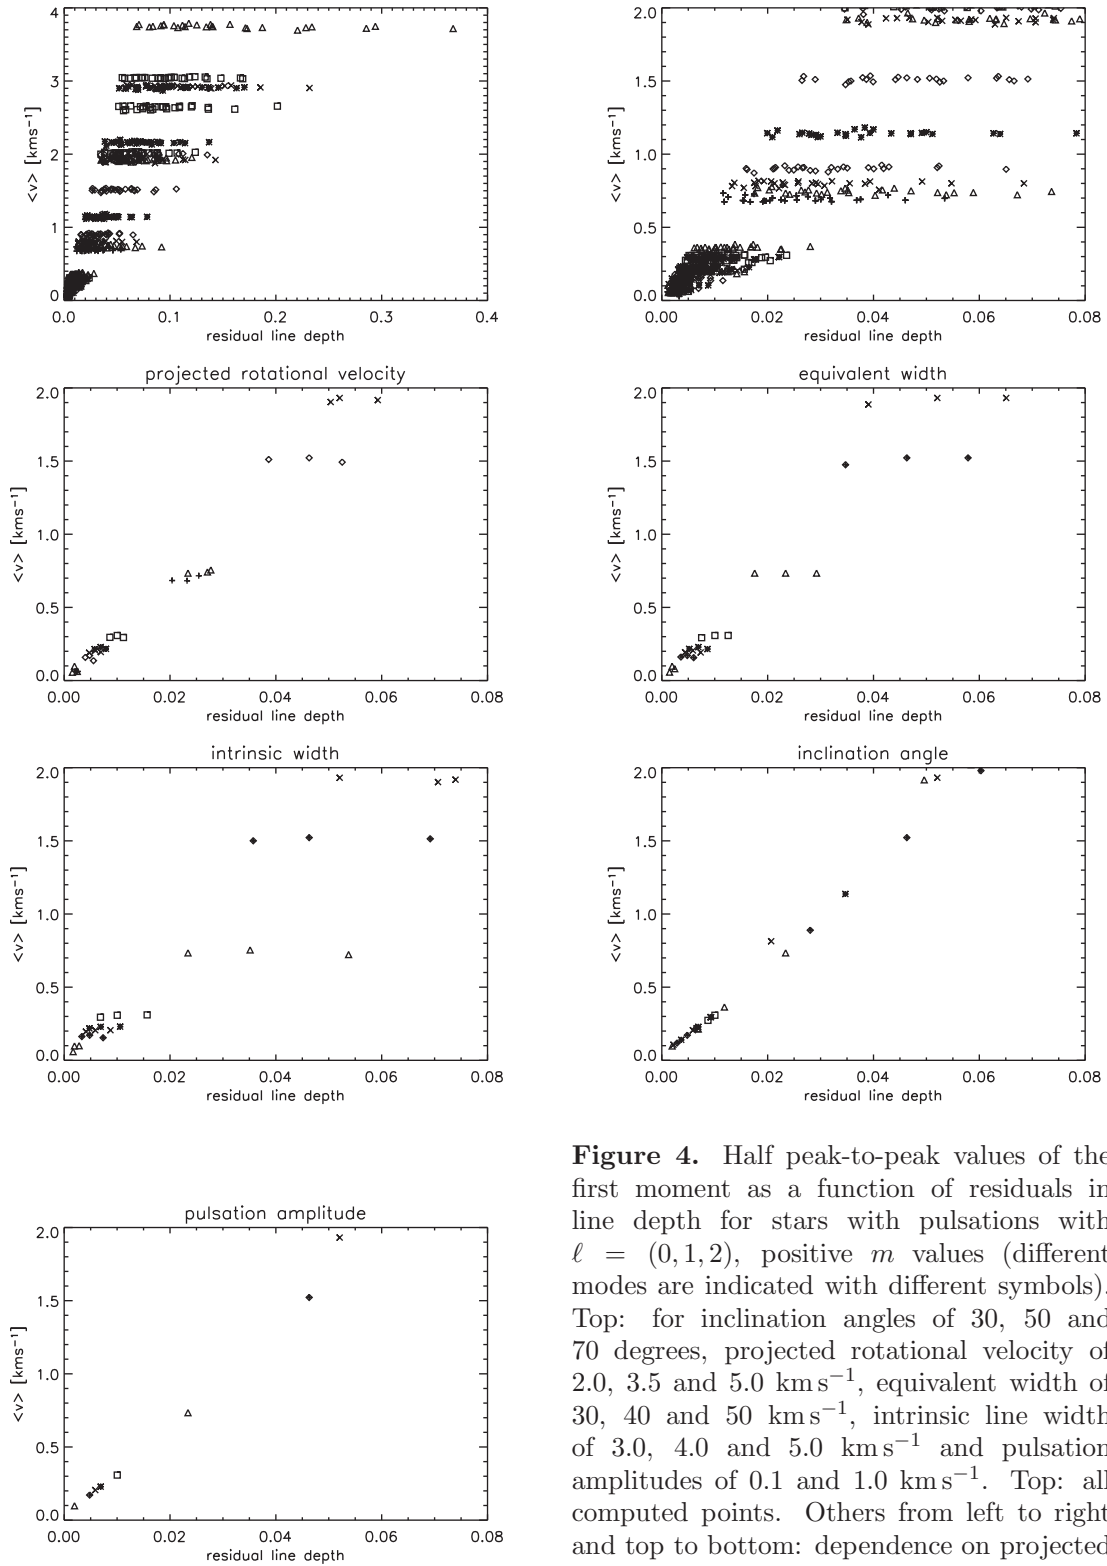 4
3
2
1
0
<v> [kms⁻¹]
0.0 0.1 0.2 0.3 0.4
residual line depth
2.0
1.5
1.0
0.5
0.0
<v> [kms⁻¹]
0.00 0.02 0.04 0.06 0.08
residual line depth
projected rotational velocity
2.0
1.5
1.0
0.5
0.0
<v> [kms⁻¹]
0.00 0.02 0.04 0.06 0.08
residual line depth
equivalent width
2.0
1.5
1.0
0.5
0.0
<v> [kms⁻¹]
0.00 0.02 0.04 0.06 0.08
residual line depth
intrinsic width
2.0
1.5
1.0
0.5
0.0
<v> [kms⁻¹]
0.00 0.02 0.04 0.06 0.08
residual line depth
inclination angle
2.0
1.5
1.0
0.5
0.0
<v> [kms⁻¹]
0.00 0.02 0.04 0.06 0.08
residual line depth
pulsation amplitude
2.0
1.5
1.0
0.5
0.0
<v> [kms⁻¹]
0.00 0.02 0.04 0.06 0.08
residual line depth
Figure 4. Half peak-to-peak values of the
first moment as a function of residuals in
line depth for stars with pulsations with
ℓ = (0, 1, 2), positive m values (different
modes are indicated with different symbols).
Top: for inclination angles of 30, 50 and
70 degrees, projected rotational velocity of
2.0, 3.5 and 5.0 km s⁻¹, equivalent width of
30, 40 and 50 km s⁻¹, intrinsic line width
of 3.0, 4.0 and 5.0 km s⁻¹ and pulsation
amplitudes of 0.1 and 1.0 km s⁻¹. Top: all
computed points. Others from left to right
and top to bottom: dependence on projected